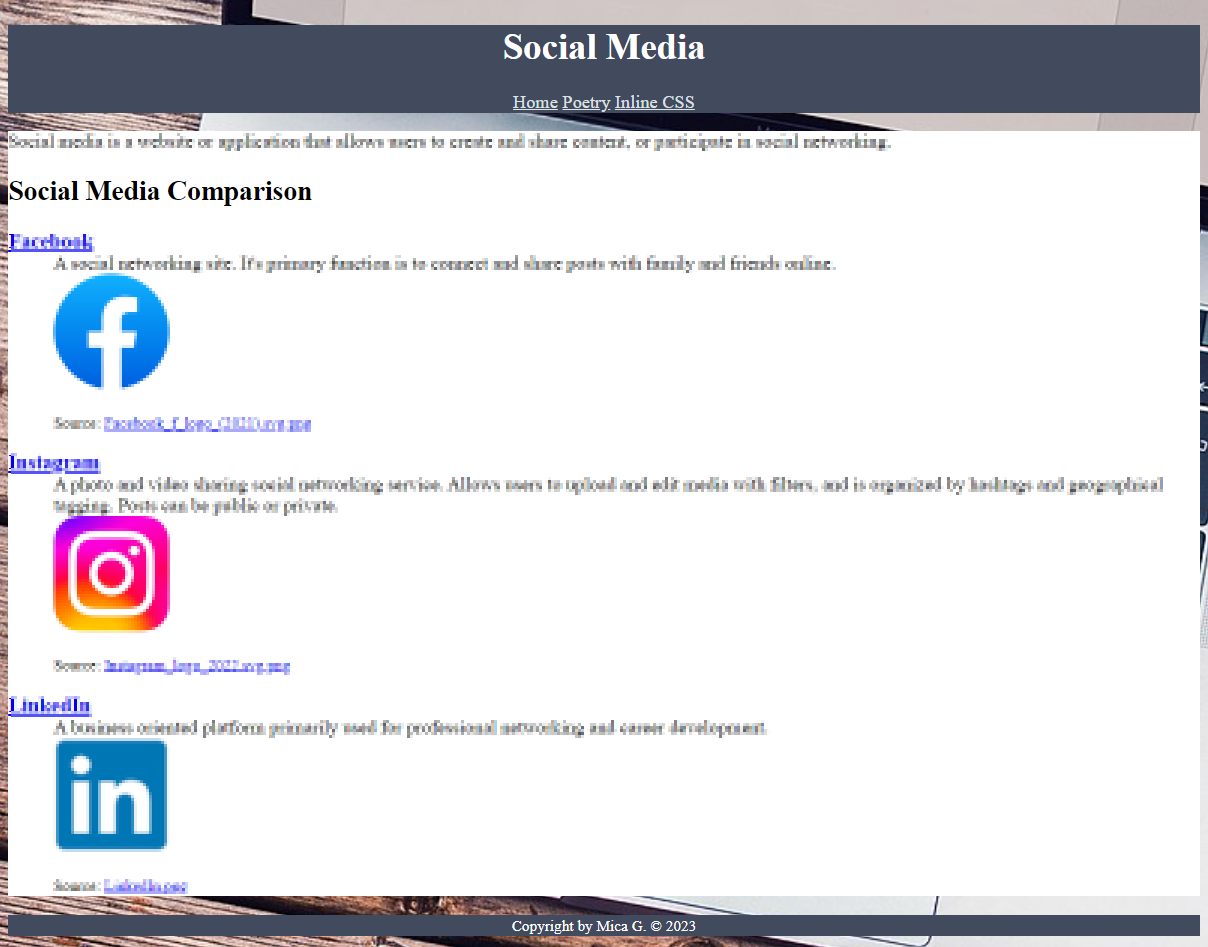 Social Media
Home Poetry Inline CSS
Social media is a website or application that allows users to create and share content, or participate in social networking.
Social Media Comparison
Facebook
A social networking site. It's primary function is to connect and share posts with family and friends online.
Source: Facebook_f_logo_(2021).svg.png
Instagram
A photo and video sharing social networking service. Allows users to upload and edit media with filters, and is organized by hashtags and geographical
tagging. Posts can be public or private.
Source: Instagram_logo_2022.svg.png
LinkedIn
A business oriented platform primarily used for professional networking and career development.
in
Source: LinkedIn.png
Copyright by Mica G. © 2023